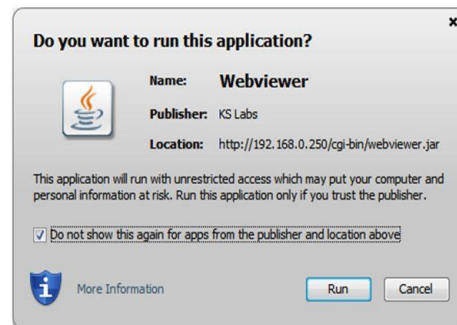 Do you want to run this application?
Name: Webviewer
Publisher: KS Labs
Location: http://192.168.0.250/cgi-bin/webviewer.jar
This application will run with unrestricted access which may put your computer and
personal information at risk. Run this application only if you trust the publisher.
Do not show this again for apps from the publisher and location above
More Information
Run Cancel